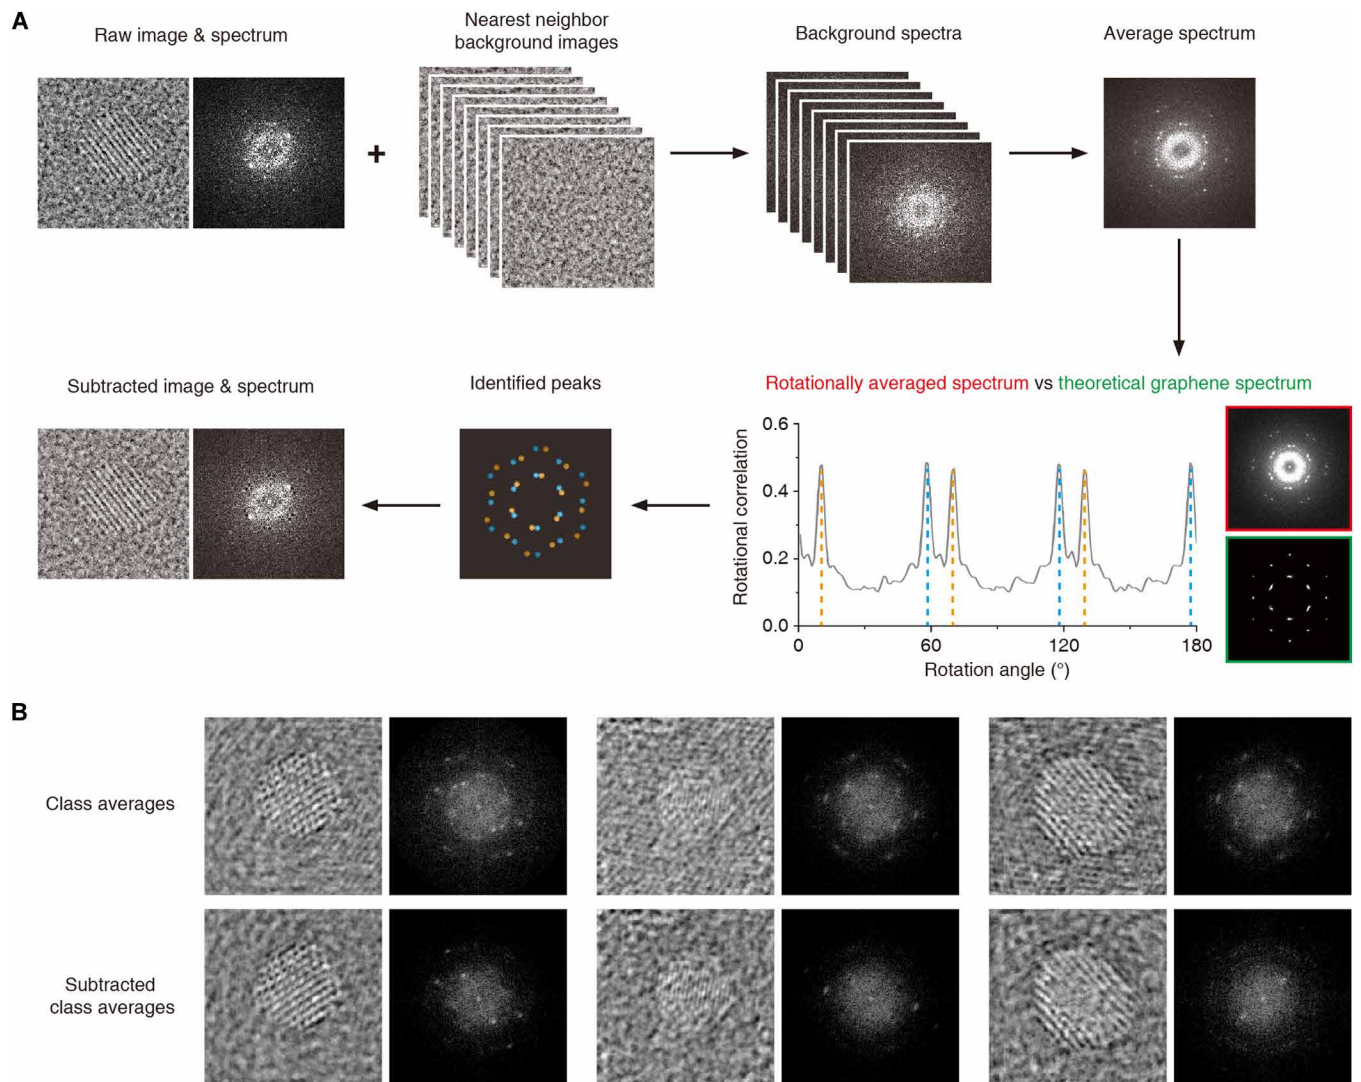 A
Raw image & spectrum
Nearest neighbor
background images
Background spectra
Average spectrum
+
Subtracted image & spectrum
Identified peaks
Rotationally averaged spectrum vs theoretical graphene spectrum
Rotational correlation
0.6
0.4
0.2
0.0
0
60
120
180
Rotation angle (°)
B
Class averages
Subtracted
class averages